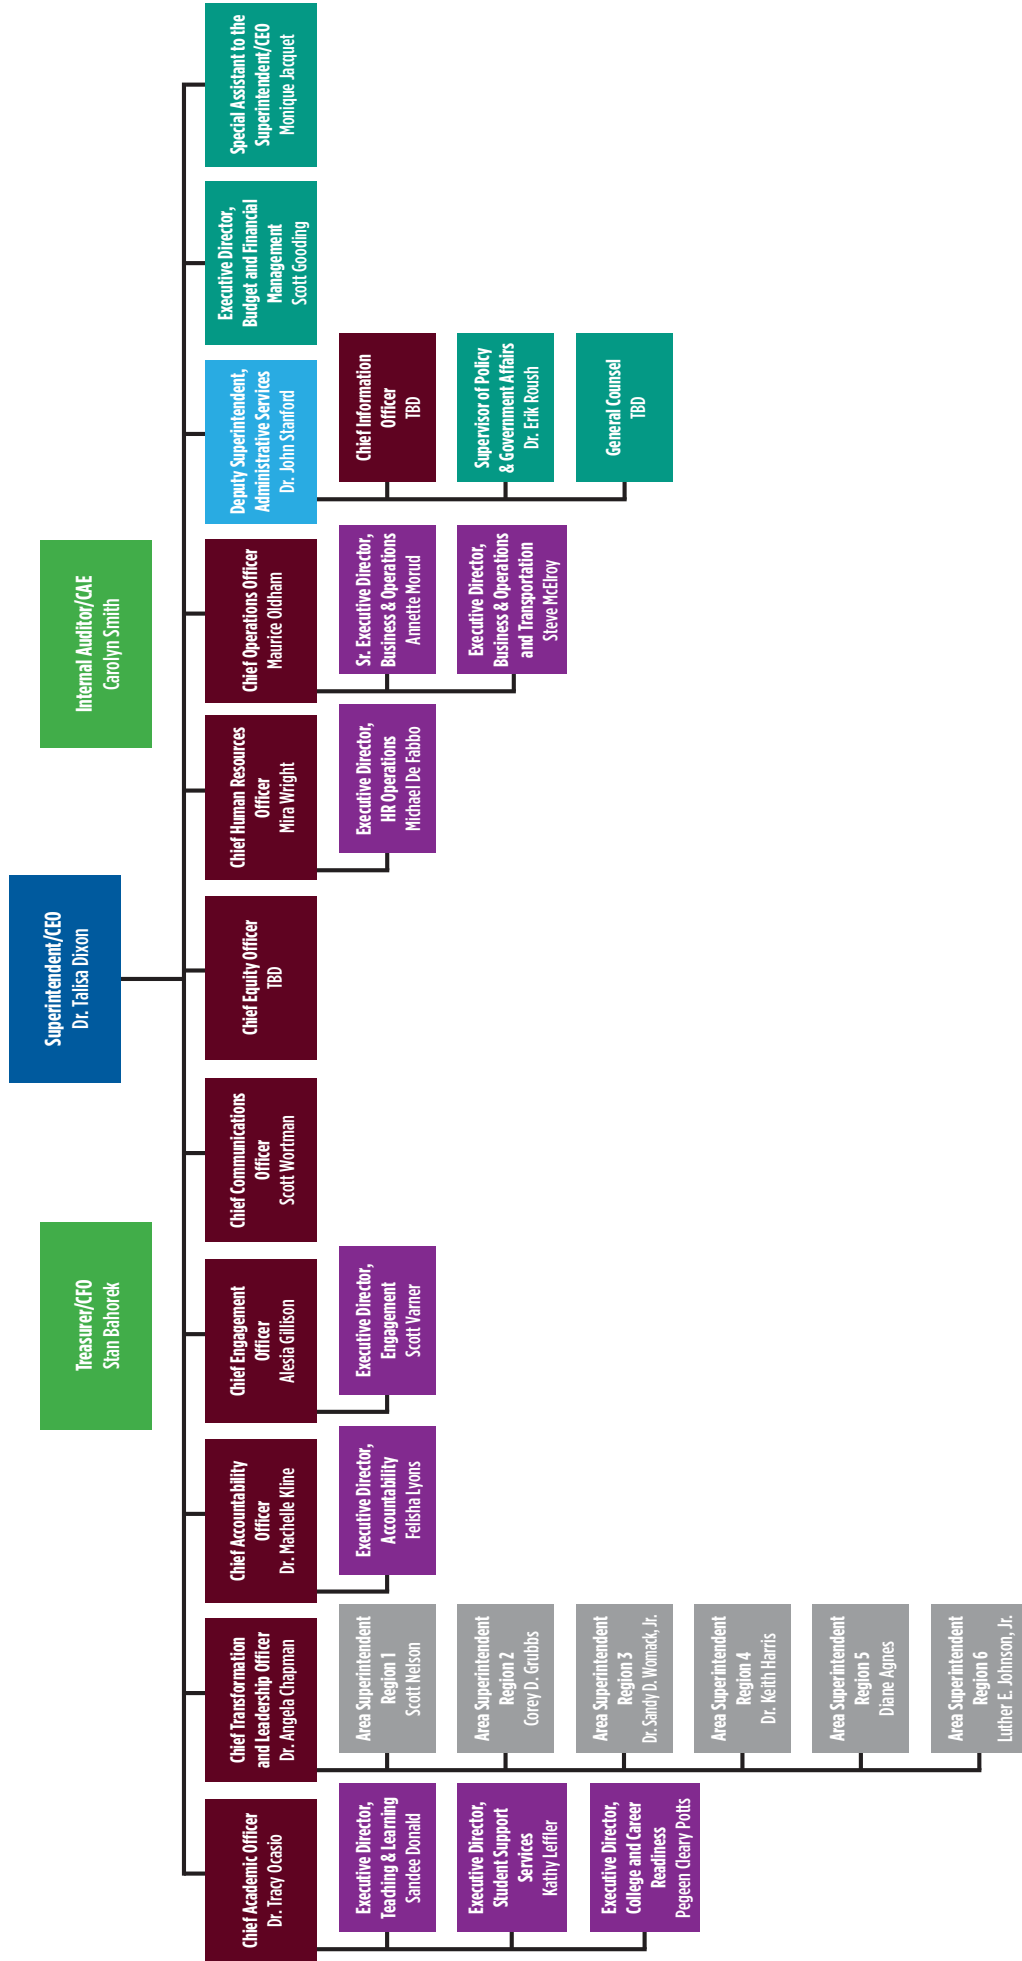 Superintendent/CEO
Dr. Talisa Dixon
Treasurer/CFO
Stan Bahorek
Internal Auditor/CAE
Carolyn Smith
Chief Academic Officer
Dr. Tracy Ocasio
Executive Director,
Teaching & Learning
Sandee Donald
Executive Director,
Student Support
Services
Kathy Leffler
Executive Director,
College and Career
Readiness
Pegeen Cleary Potts
Chief Transformation
and Leadership Officer
Dr. Angela Chapman
Area Superintendent
Region 1
Scott Nelson
Area Superintendent
Region 2
Corey D. Grubbs
Area Superintendent
Region 3
Dr. Sandy D. Womack, Jr.
Area Superintendent
Region 4
Dr. Keith Harris
Area Superintendent
Region 5
Diane Agnes
Area Superintendent
Region 6
Luther E. Johnson, Jr.
Chief Accountability
Officer
Dr. Machelle Kline
Executive Director,
Accountability
Felisha Lyons
Chief Engagement
Officer
Alesia Gillison
Executive Director,
Engagement
Scott Varner
Chief Communications
Officer
Scott Wortman
Chief Equity Officer
TBD
Chief Human Resources
Officer
Mira Wright
Executive Director,
HR Operations
Michael De Fabbo
Chief Operations Officer
Maurice Oldham
Sr. Executive Director,
Business & Operations
Annette Morud
Executive Director,
Business & Operations
and Transportation
Steve McElroy
Deputy Superintendent,
Administrative Services
Dr. John Stanford
Chief Information
Officer
TBD
Supervisor of Policy
& Government Affairs
Dr. Erik Roush
General Counsel
TBD
Executive Director,
Budget and Financial
Management
Scott Gooding
Special Assistant to the
Superintendent/CEO
Monique Jacquet